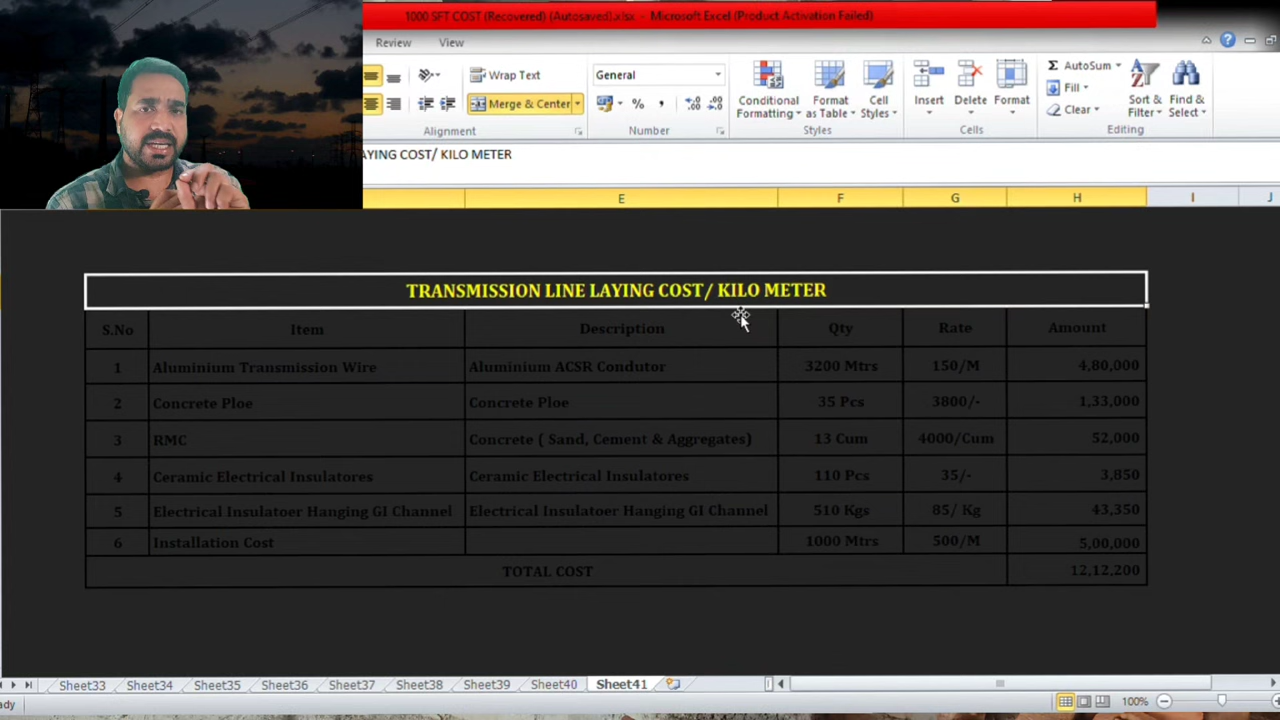 1000 SFT COST (Recovered) (Autosaved).xlsx - Microsoft Excel (Product Activation Failed)
Review View
Wrap Text General AutoSum
Merge & Center % , Conditional Formatting Format as Table Cell Styles Insert Delete Format Fill Sort & Filter Find & Select
Clear
Alignment Number Styles Cells Editing
AYING COST/ KILO METER
E F G H I J
TRANSMISSION LINE LAYING COST/ KILO METER
S.No Item Description Qty Rate Amount
1 Aluminium Transmission Wire Aluminium ACSR Condutor 3200 Mtrs 150/M 4,80,000
2 Concrete Ploe Concrete Ploe 35 Pcs 3800/- 1,33,000
3 RMC Concrete ( Sand, Cement & Aggregates) 13 Cum 4000/Cum 52,000
4 Ceramic Electrical Insulatores Ceramic Electrical Insulatores 110 Pcs 35/- 3,850
5 Electrical Insulatoer Hanging GI Channel Electrical Insulatoer Hanging GI Channel 510 Kgs 85/ Kg 43,350
6 Installation Cost 1000 Mtrs 500/M 5,00,000
TOTAL COST 12,12,200
Sheet33 Sheet34 Sheet35 Sheet36 Sheet37 Sheet38 Sheet39 Sheet40 Sheet41
ady 100%